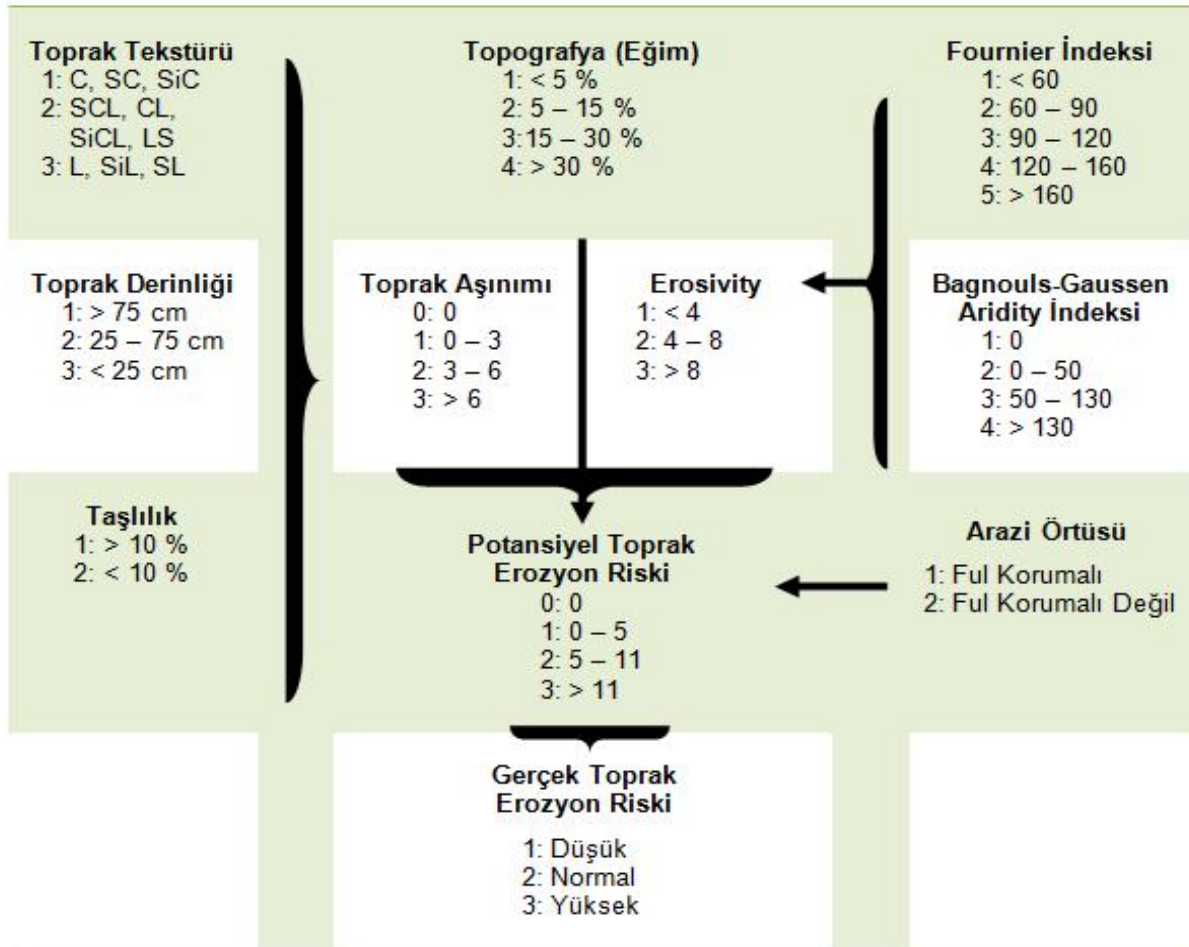 Toprak Tekstürü
1: C, SC, SiC
2: SCL, CL,
SiCL, LS
3: L, SiL, SL
Topografya (Eğim)
1: < 5 %
2: 5 – 15 %
3:15 – 30 %
4: > 30 %
Fournier İndeksi
1: < 60
2: 60 – 90
3: 90 – 120
4: 120 – 160
5: > 160
Toprak Derinliği
1: > 75 cm
2: 25 – 75 cm
3: < 25 cm
Toprak Aşınımı
0: 0
1: 0 – 3
2: 3 – 6
3: > 6
Erosivity
1: < 4
2: 4 – 8
3: > 8
Bagnouls-Gaussen
Aridity İndeksi
1: 0
2: 0 – 50
3: 50 – 130
4: > 130
Taşlılık
1: > 10 %
2: < 10 %
Potansiyel Toprak
Erozyon Riski
0: 0
1: 0 – 5
2: 5 – 11
3: > 11
Arazi Örtüsü
1: Ful Korumalı
2: Ful Korumalı Değil
Gerçek Toprak
Erozyon Riski
1: Düşük
2: Normal
3: Yüksek